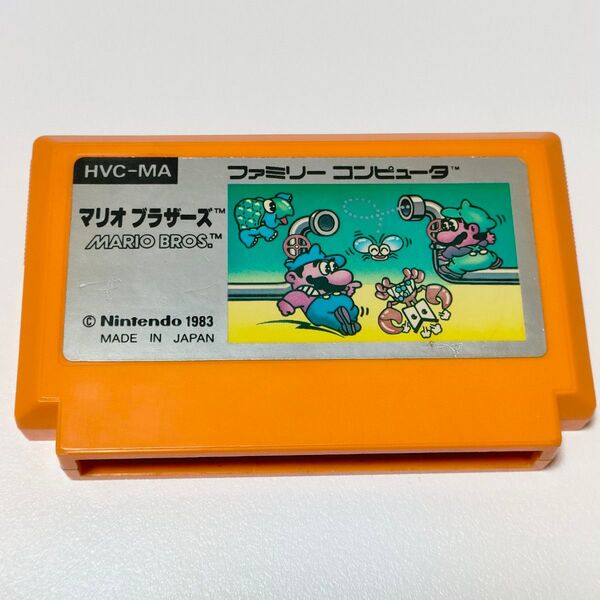 HVC-MA
ファミリー コンピュータ™
マリオ ブラザーズ™
MARIO BROS.™
© Nintendo 1983
MADE IN JAPAN